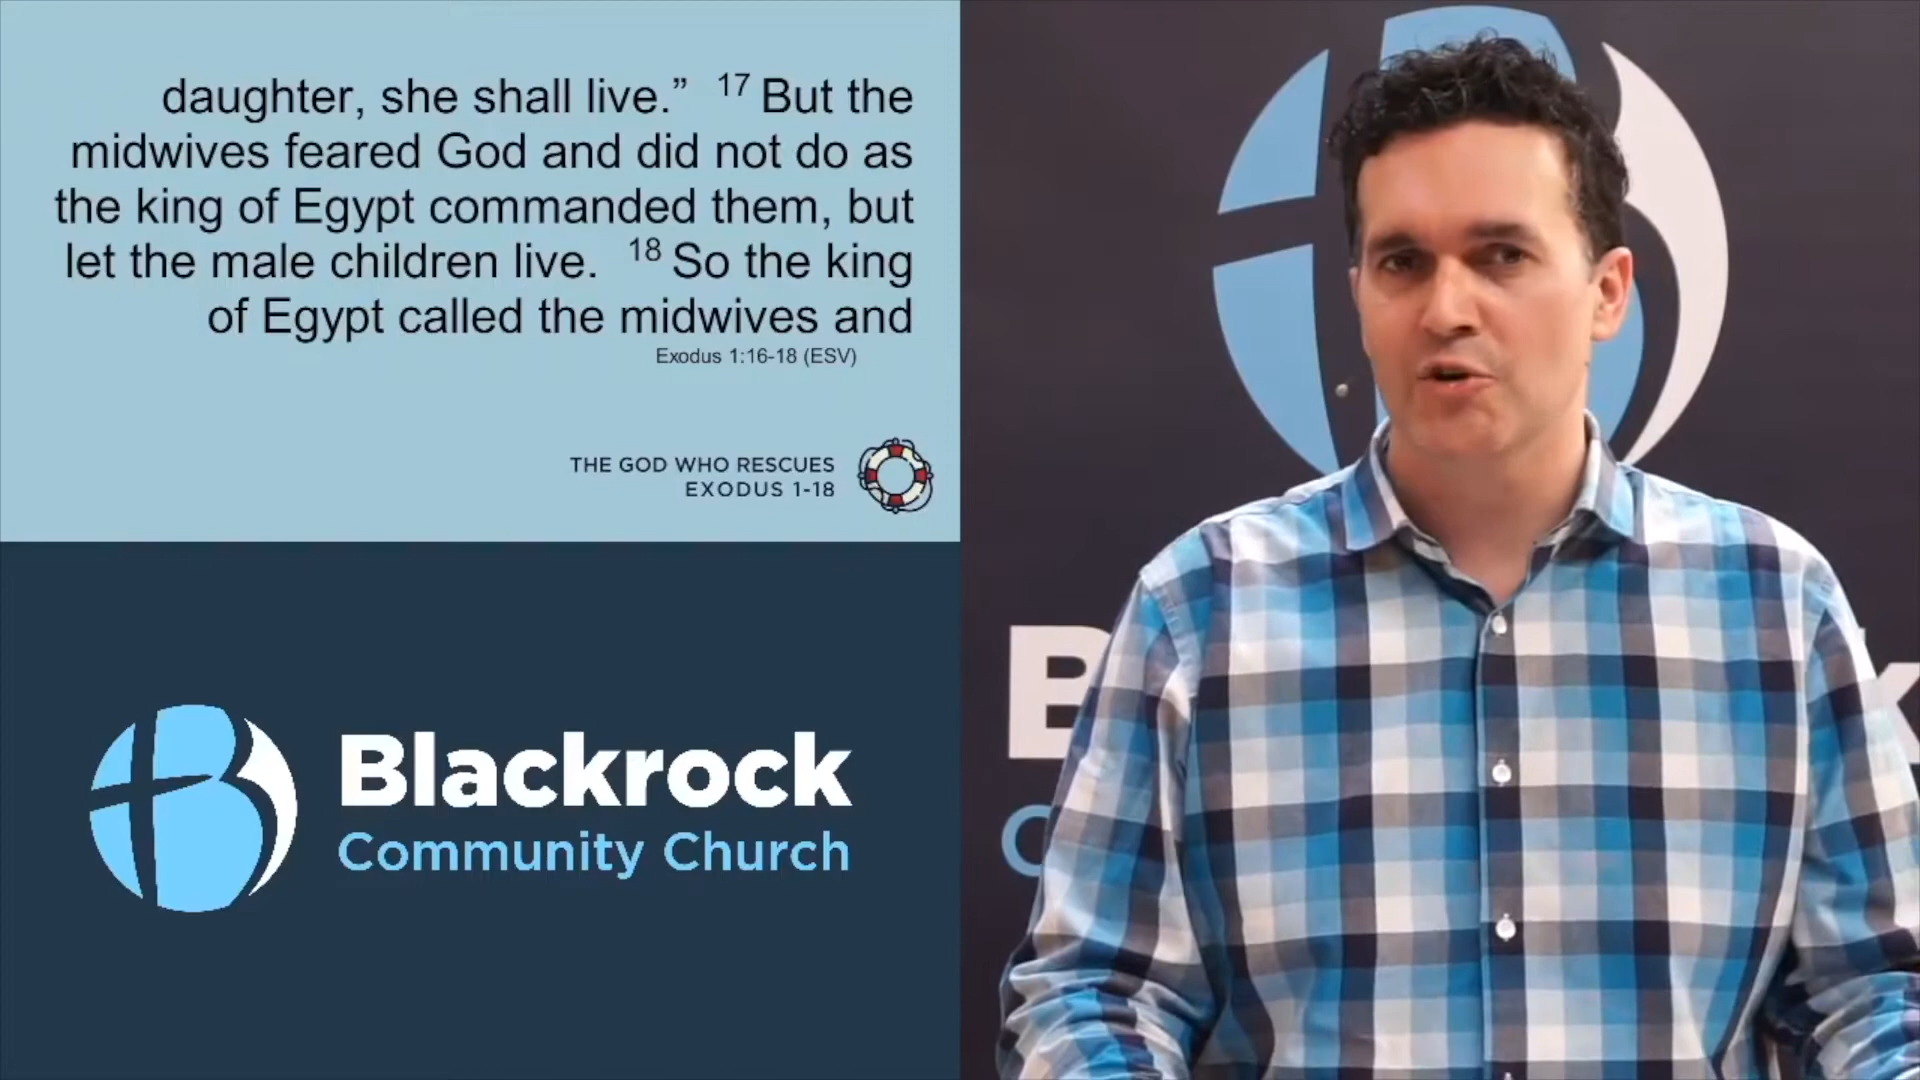 daughter, she shall live.” 17 But the
midwives feared God and did not do as
the king of Egypt commanded them, but
let the male children live. 18 So the king
of Egypt called the midwives and
Exodus 1:16-18 (ESV)
THE GOD WHO RESCUES
EXODUS 1-18
Blackrock
Community Church
B k
C